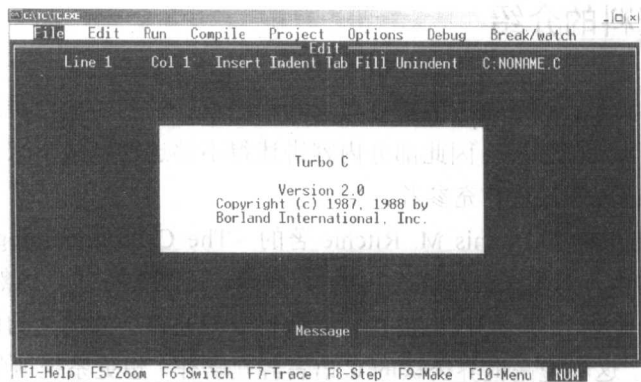 C:\TC\TC.EXE
File Edit Run Compile Project Options Debug Break/watch
Edit
Line 1 Col 1 Insert Indent Tab Fill Unindent C:NONAME.C
Turbo C
Version 2.0
Copyright (c) 1987, 1988 by
Borland International, Inc.
Message
F1-Help F5-Zoom F6-Switch F7-Trace F8-Step F9-Make F10-Menu NUM